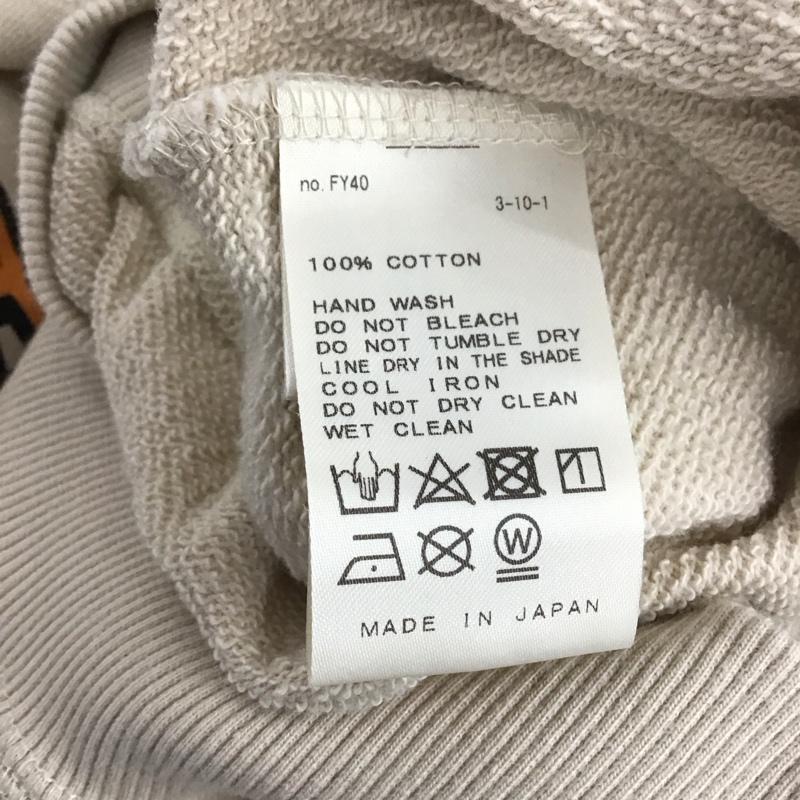 no. FY40
3-10-1
100% COTTON
HAND WASH
DO NOT BLEACH
DO NOT TUMBLE DRY
LINE DRY IN THE SHADE
COOL IRON
DO NOT DRY CLEAN
WET CLEAN
W
MADE IN JAPAN